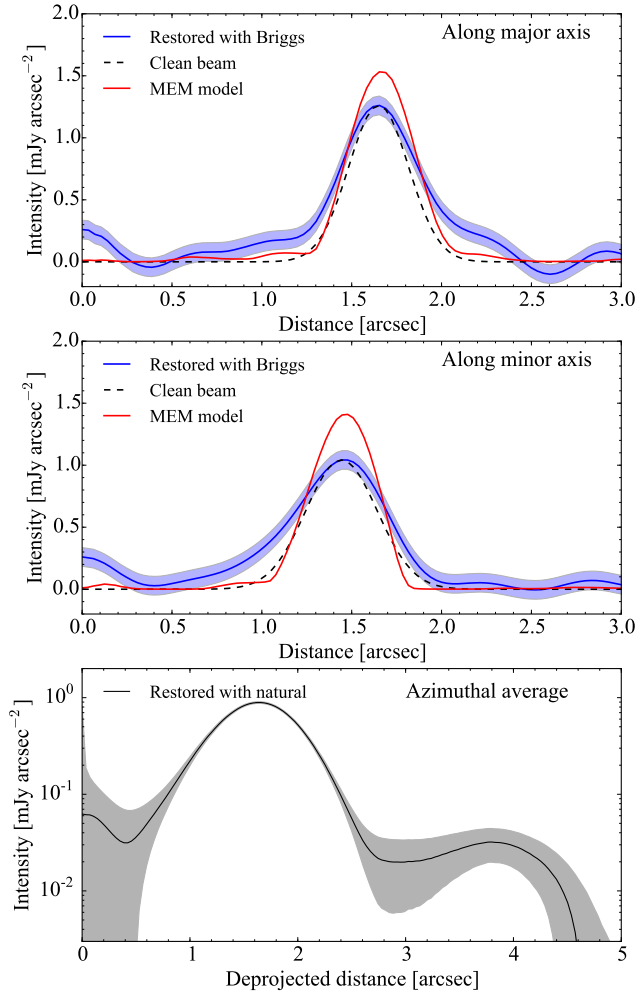 2.0
Restored with Briggs
Along major axis
Clean beam
1.5
MEM model
1.0
0.5
0.0
Intensity [mJy arcsec−2]
0.0 0.5 1.0 1.5 2.0 2.5 3.0
Distance [arcsec]
2.0
Restored with Briggs
Along minor axis
Clean beam
1.5
MEM model
1.0
0.5
0.0
Intensity [mJy arcsec−2]
0.0 0.5 1.0 1.5 2.0 2.5 3.0
Distance [arcsec]
10^0
Restored with natural
Azimuthal average
10^-1
10^-2
Intensity [mJy arcsec−2]
0 1 2 3 4 5
Deprojected distance [arcsec]